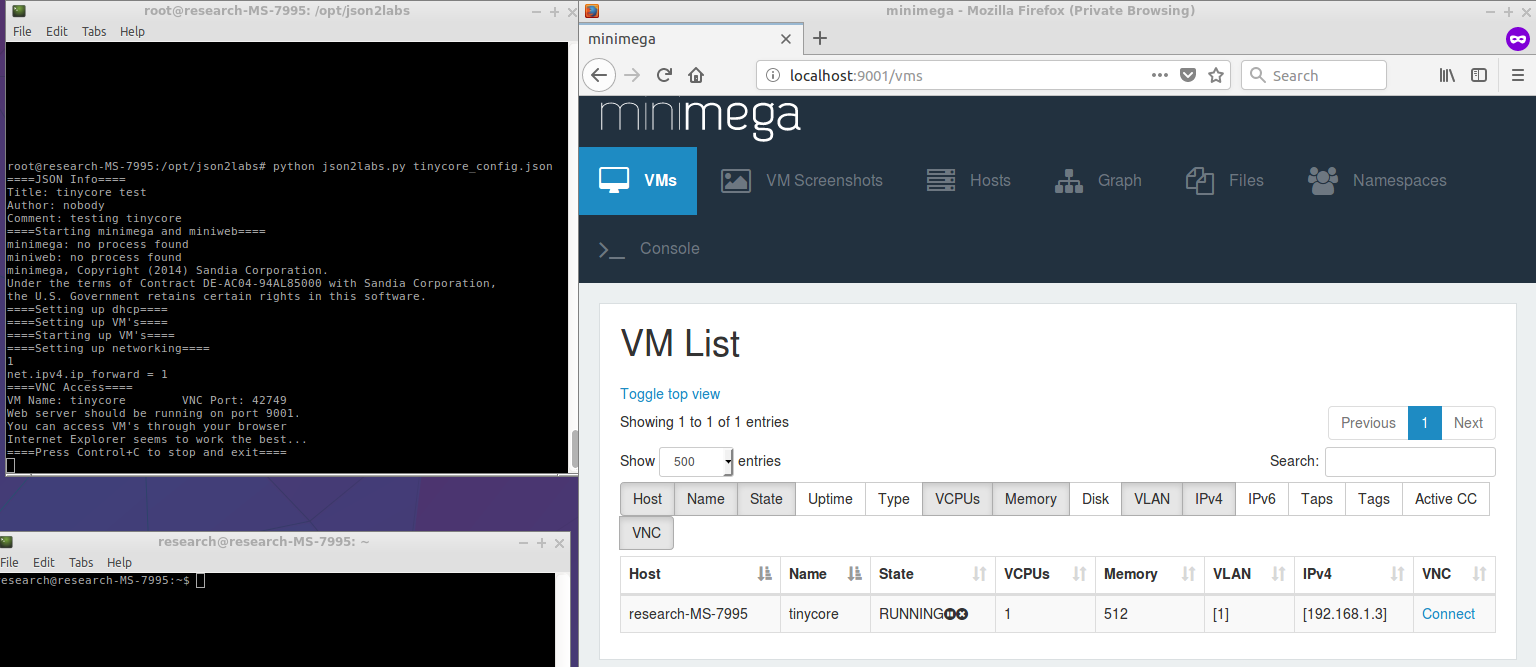 root@research-MS-7995: /opt/json2labs
File Edit Tabs Help
root@research-MS-7995:/opt/json2labs# python json2labs.py tinycore_config.json
====JSON Info====
Title: tinycore test
Author: nobody
Comment: testing tinycore
====Starting minimega and miniweb====
minimega: no process found
miniweb: no process found
minimega, Copyright (2014) Sandia Corporation.
Under the terms of Contract DE-AC04-94AL85000 with Sandia Corporation,
the U.S. Government retains certain rights in this software.
====Setting up dhcp====
====Setting up VM's====
====Starting up VM's====
====Setting up networking====
1
net.ipv4.ip_forward = 1
====VNC Access====
VM Name: tinycore VNC Port: 42749
Web server should be running on port 9001.
You can access VM's through your browser
Internet Explorer seems to work the best...
====Press Control+C to stop and exit====
research@research-MS-7995: ~
File Edit Tabs Help
esearch@research-MS-7995:~$
minimega - Mozilla Firefox (Private Browsing)
minimega
localhost:9001/vms
Search
minimega
VMs VM Screenshots Hosts Graph Files Namespaces
Console
VM List
Toggle top view
Showing 1 to 1 of 1 entries
Previous 1 Next
Show 500 entries
Search:
Host Name State Uptime Type VCPUs Memory Disk VLAN IPv4 IPv6 Taps Tags Active CC
VNC
Host Name State VCPUs Memory VLAN IPv4 VNC
research-MS-7995 tinycore RUNNING 1 512 [1] [192.168.1.3] Connect